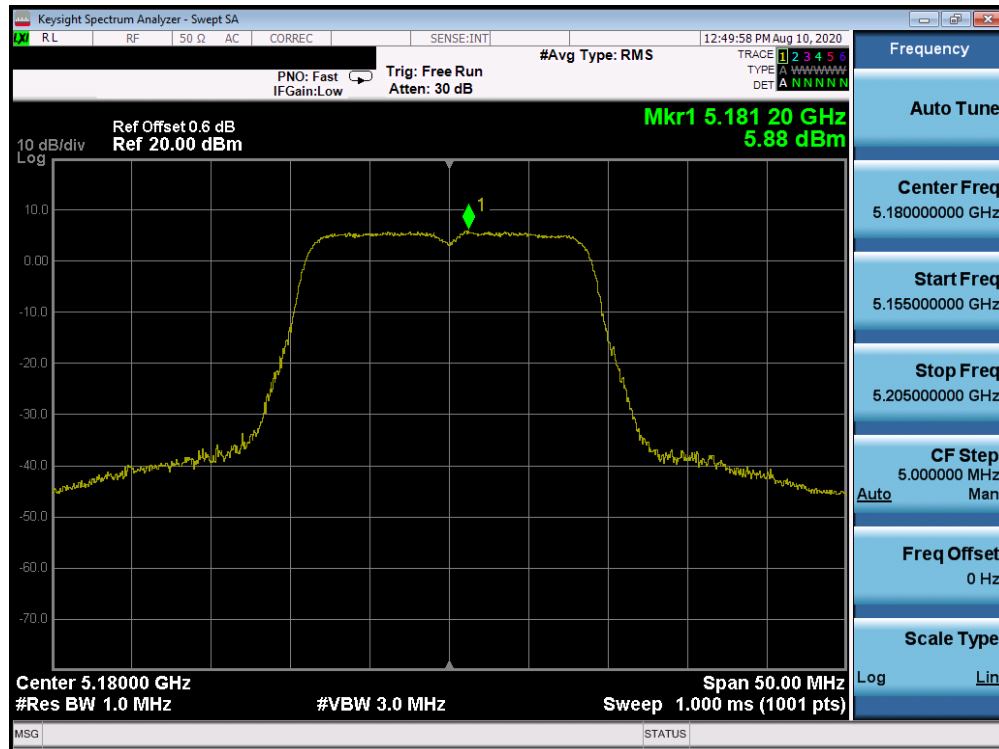 Keysight Spectrum Analyzer - Swept SA
LXI RL RF 50 Ω AC CORREC SENSE:INT 12:49:58 PM Aug 10, 2020
#Avg Type: RMS
TRACE 1 2 3 4 5 6
TYPE A WWWWW
DET A N N N N N
PNO: Fast
IFGain:Low
Trig: Free Run
Atten: 30 dB
Mkr1 5.181 20 GHz
5.88 dBm
Ref Offset 0.6 dB
Ref 20.00 dBm
10 dB/div
Log
1
10.0
0.00
-10.0
-20.0
-30.0
-40.0
-50.0
-60.0
-70.0
Center 5.18000 GHz
Span 50.00 MHz
#Res BW 1.0 MHz
#VBW 3.0 MHz
Sweep 1.000 ms (1001 pts)
MSG
STATUS
Frequency
Auto Tune
Center Freq
5.180000000 GHz
Start Freq
5.155000000 GHz
Stop Freq
5.205000000 GHz
CF Step
5.000000 MHz
Auto Man
Freq Offset
0 Hz
Scale Type
Log Lin